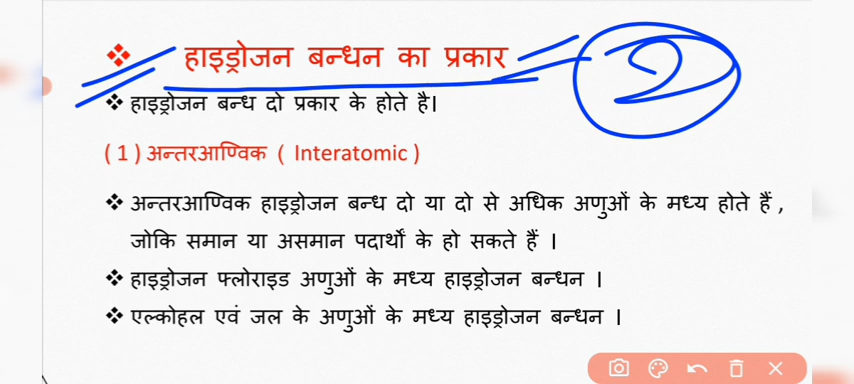 ❖ हाइड्रोजन बन्धन का प्रकार 2
❖ हाइड्रोजन बन्ध दो प्रकार के होते है।
( 1 ) अन्तरआण्विक ( Interatomic )
❖ अन्तरआण्विक हाइड्रोजन बन्ध दो या दो से अधिक अणुओं के मध्य होते हैं ,
जोकि समान या असमान पदार्थों के हो सकते हैं ।
❖ हाइड्रोजन फ्लोराइड अणुओं के मध्य हाइड्रोजन बन्धन ।
❖ एल्कोहल एवं जल के अणुओं के मध्य हाइड्रोजन बन्धन ।